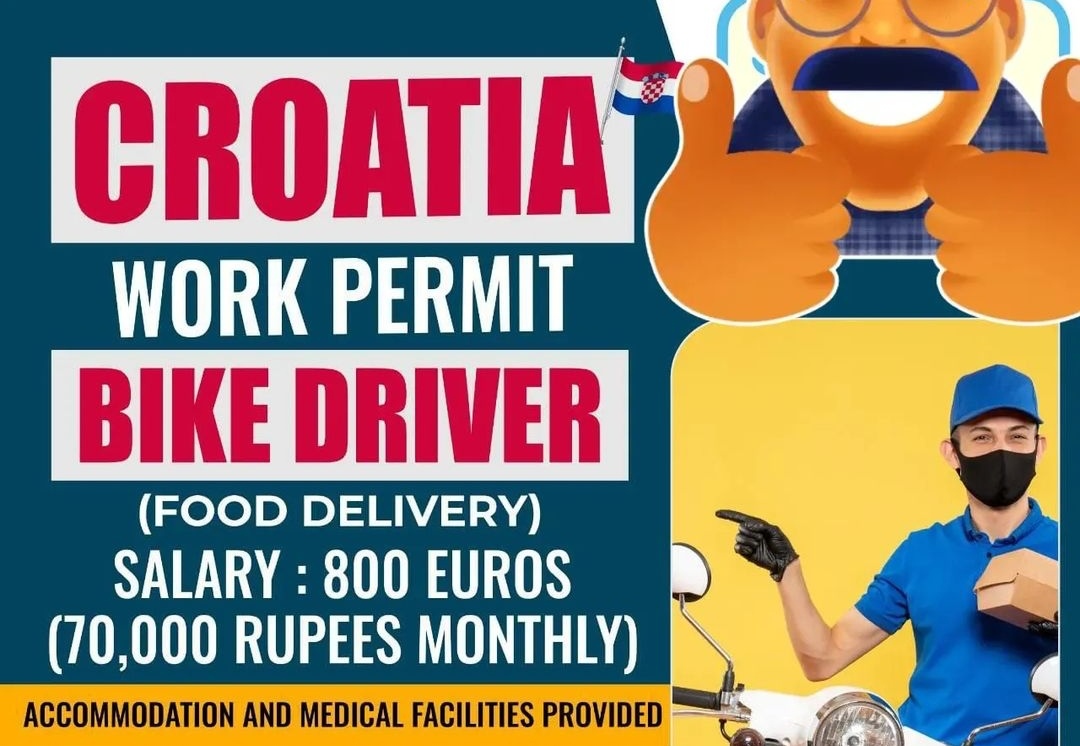 CROATIA
WORK PERMIT
BIKE DRIVER
(FOOD DELIVERY)
SALARY : 800 EUROS
(70,000 RUPEES MONTHLY)
ACCOMMODATION AND MEDICAL FACILITIES PROVIDED